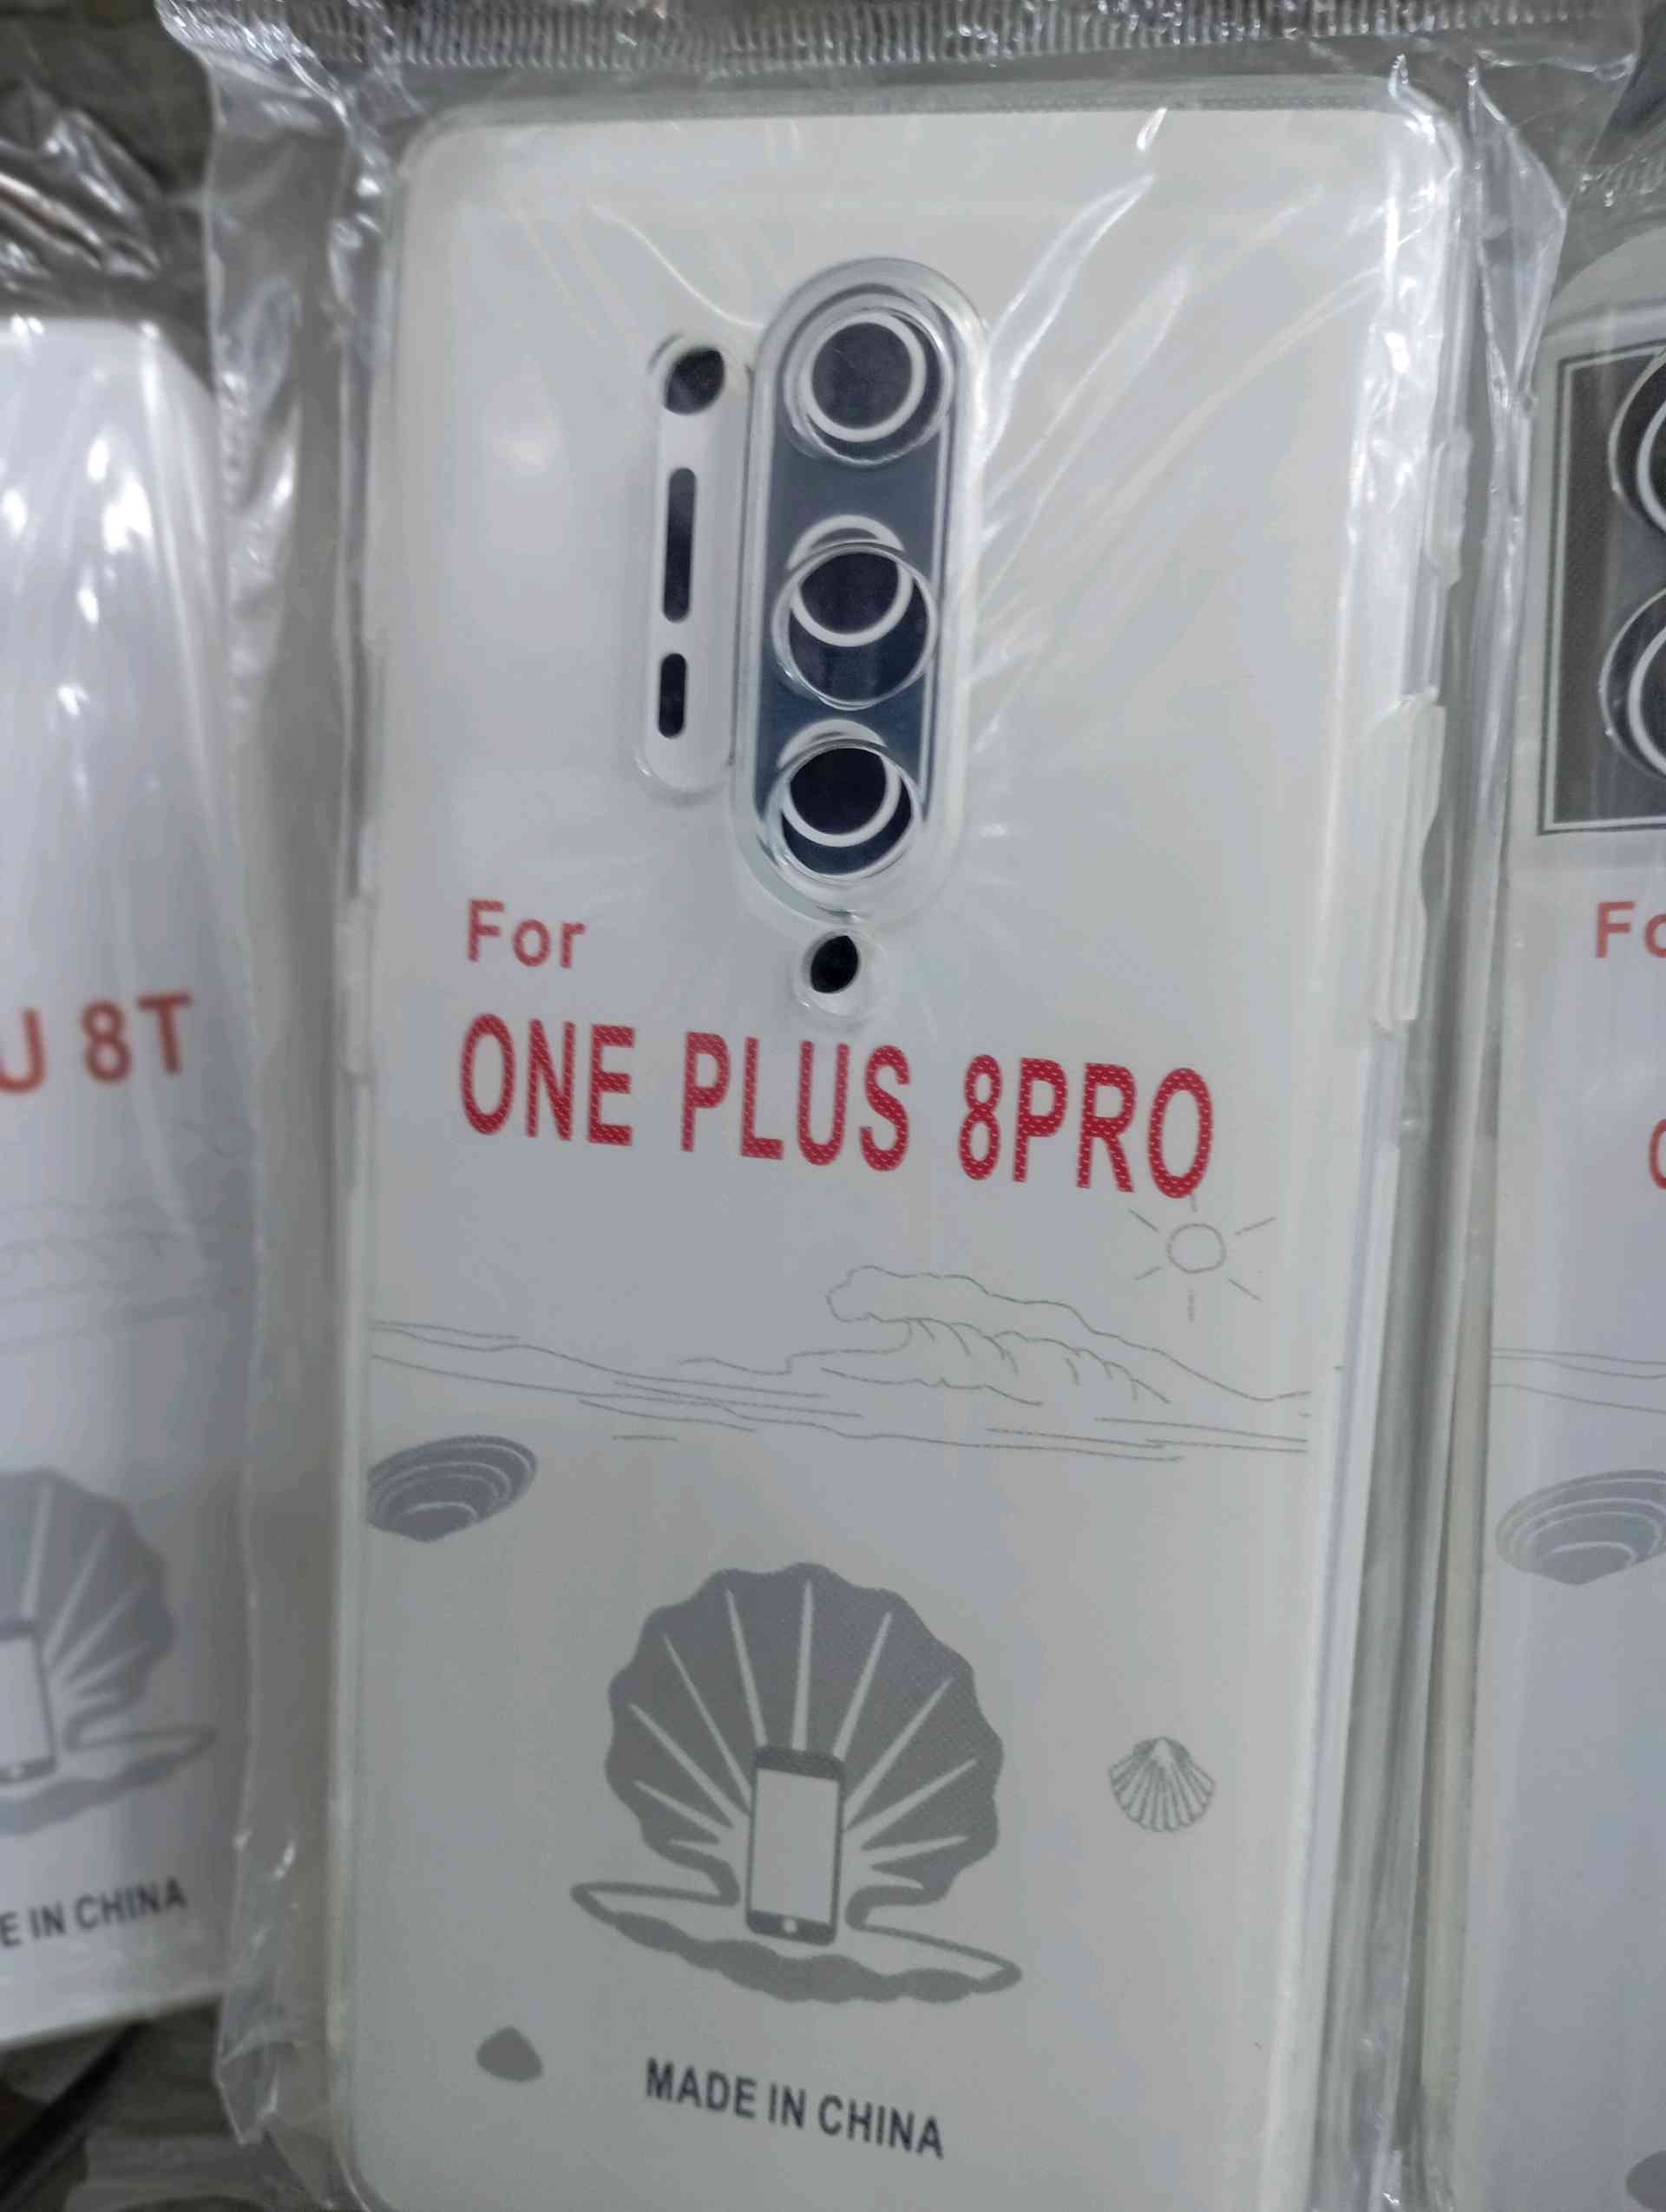 For
ONE PLUS 8PRO
MADE IN CHINA
8T
IN CHINA